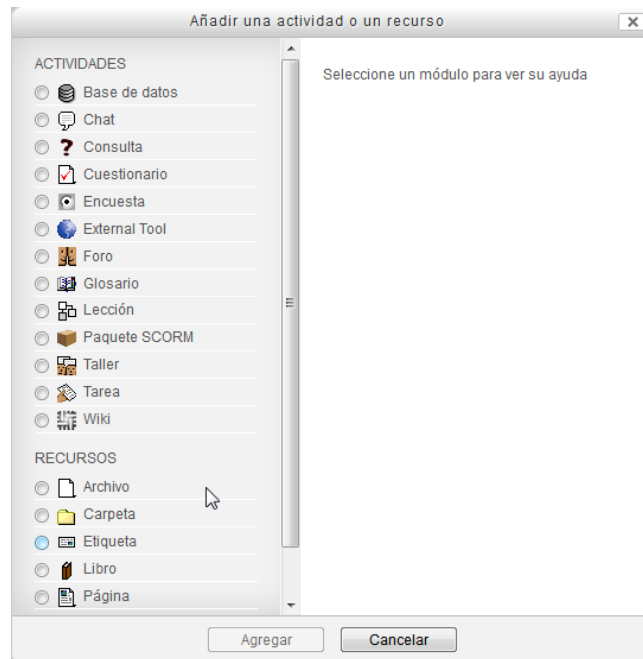 Añadir una actividad o un recurso
ACTIVIDADES
Base de datos
Chat
Consulta
Cuestionario
Encuesta
External Tool
Foro
Glosario
Lección
Paquete SCORM
Taller
Tarea
Wiki
RECURSOS
Archivo
Carpeta
Etiqueta
Libro
Página
Seleccione un módulo para ver su ayuda
Agregar
Cancelar